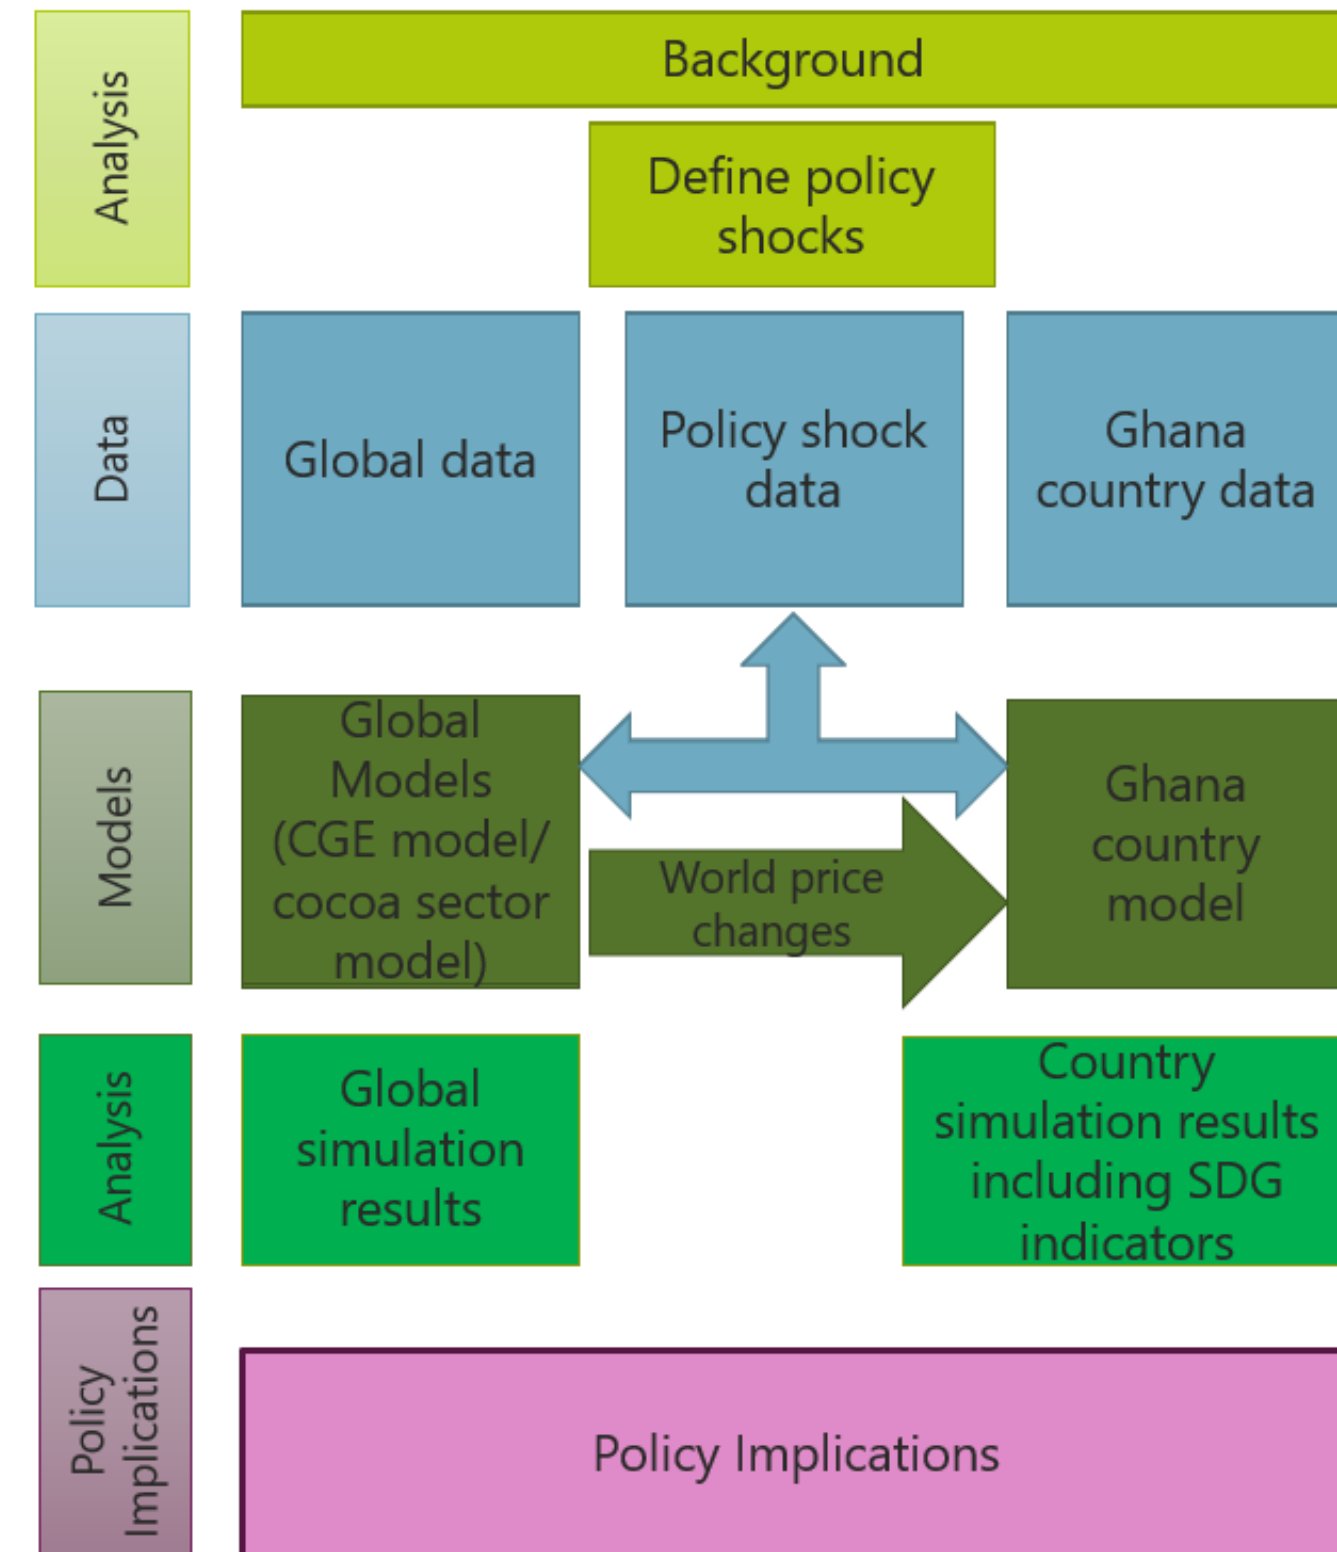 Analysis
Background
Define policy
shocks
Data
Global data
Policy shock
data
Ghana
country data
Models
Global
Models
(CGE model/
cocoa sector
model)
World price
changes
Ghana
country
model
Analysis
Global
simulation
results
Country
simulation results
including SDG
indicators
Policy
Implications
Policy Implications